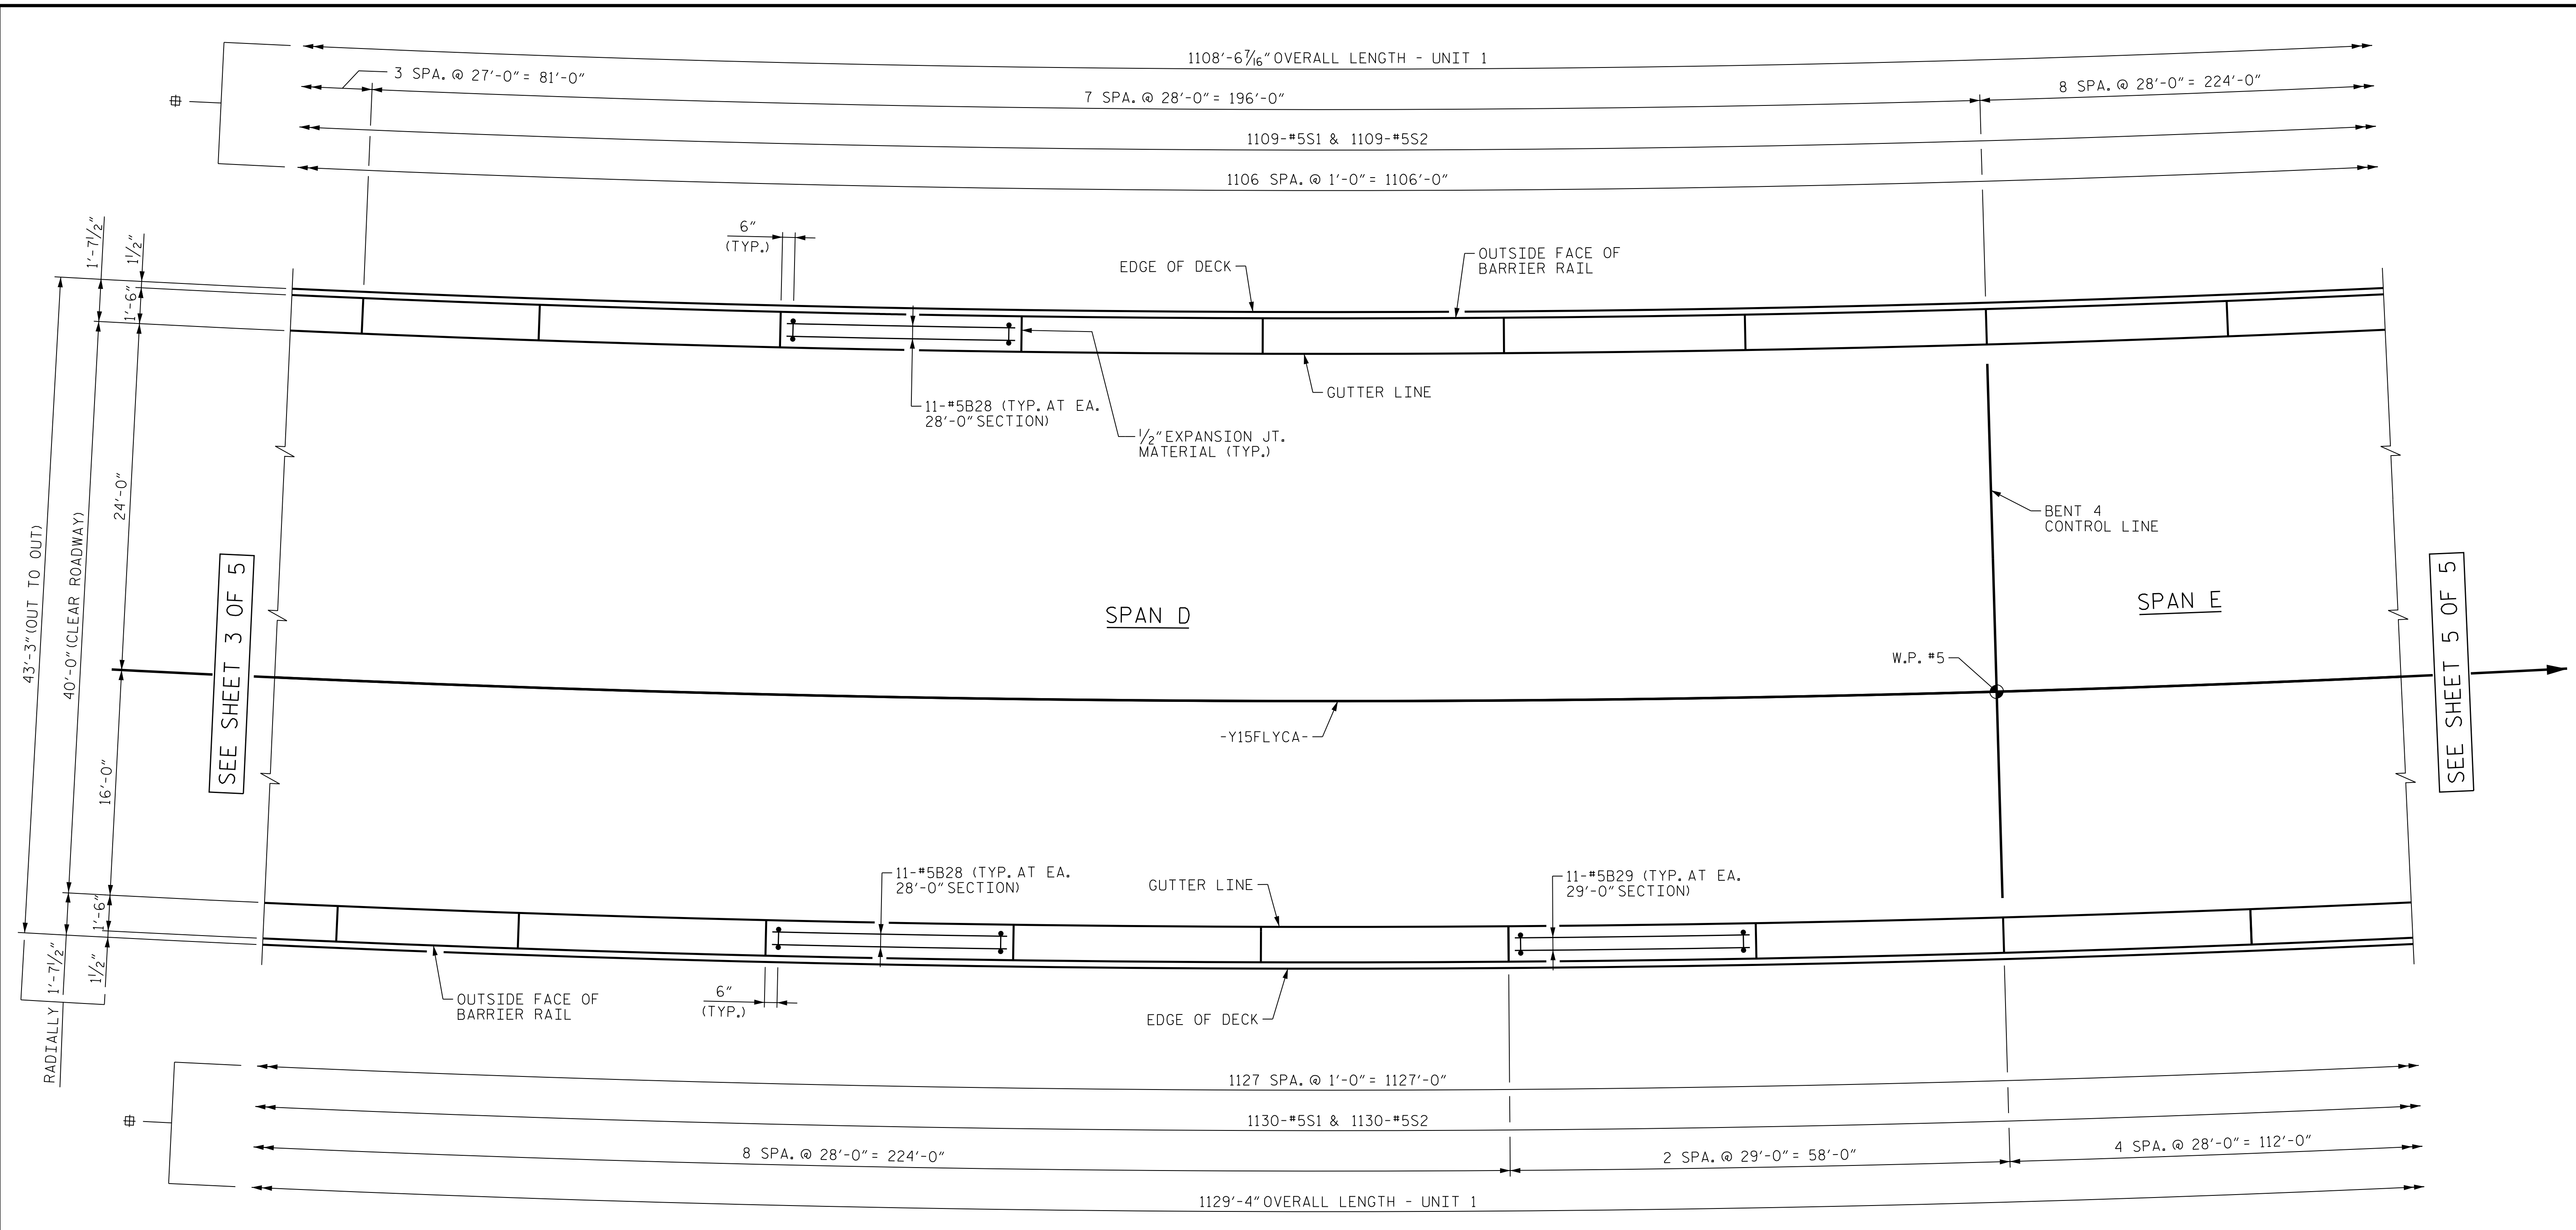 1108'-6 7/16" OVERALL LENGTH - UNIT 1
3 SPA. @ 27'-0" = 81'-0"
7 SPA. @ 28'-0" = 196'-0"
8 SPA. @ 28'-0" = 224'-0"
1109-#5S1 & 1109-#5S2
1106 SPA. @ 1'-0" = 1106'-0"
1'-7 1/2"
1 1/2"
1'-6"
6"
(TYP.)
EDGE OF DECK
OUTSIDE FACE OF
BARRIER RAIL
11-#5B28 (TYP. AT EA.
28'-0" SECTION)
GUTTER LINE
1/2" EXPANSION JT.
MATERIAL (TYP.)
24'-0"
43'-3" (OUT TO OUT)
40'-0" (CLEAR ROADWAY)
SEE SHEET 3 OF 5
BENT 4
CONTROL LINE
SPAN D
SPAN E
SEE SHEET 5 OF 5
W.P. #5
-Y15FLYCA-
16'-0"
11-#5B28 (TYP. AT EA.
28'-0" SECTION)
GUTTER LINE
11-#5B29 (TYP. AT EA.
29'-0" SECTION)
1'-6"
1 1/2"
RADIALLY 1'-7 1/2"
OUTSIDE FACE OF
BARRIER RAIL
6"
(TYP.)
EDGE OF DECK
1127 SPA. @ 1'-0" = 1127'-0"
1130-#5S1 & 1130-#5S2
8 SPA. @ 28'-0" = 224'-0"
2 SPA. @ 29'-0" = 58'-0"
4 SPA. @ 28'-0" = 112'-0"
1129'-4" OVERALL LENGTH - UNIT 1